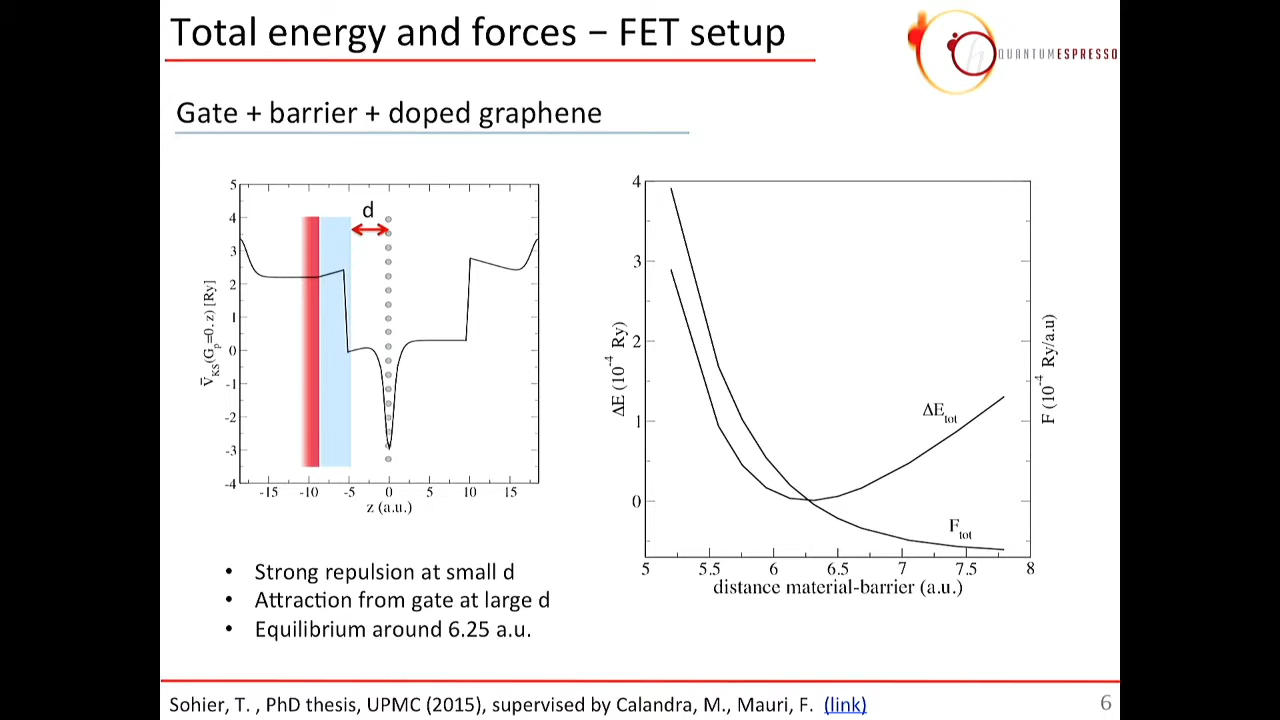 Total energy and forces − FET setup
QUANTUMESPRESSO
Gate + barrier + doped graphene
d
5
4
3
2
1
0
-1
-2
-3
-4
V̄KS(Gp=0, z) [Ry]
-15 -10 -5 0 5 10 15
z (a.u.)
4
3
2
1
0
ΔE (10⁻⁴ Ry)
F (10⁻⁴ Ry/a.u)
ΔEtot
Ftot
5 5.5 6 6.5 7 7.5 8
distance material-barrier (a.u.)
• Strong repulsion at small d
• Attraction from gate at large d
• Equilibrium around 6.25 a.u.
Sohier, T. , PhD thesis, UPMC (2015), supervised by Calandra, M., Mauri, F. (link)
6